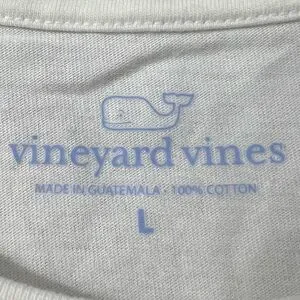 vineyard vines
MADE IN GUATEMALA · 100% COTTON
L